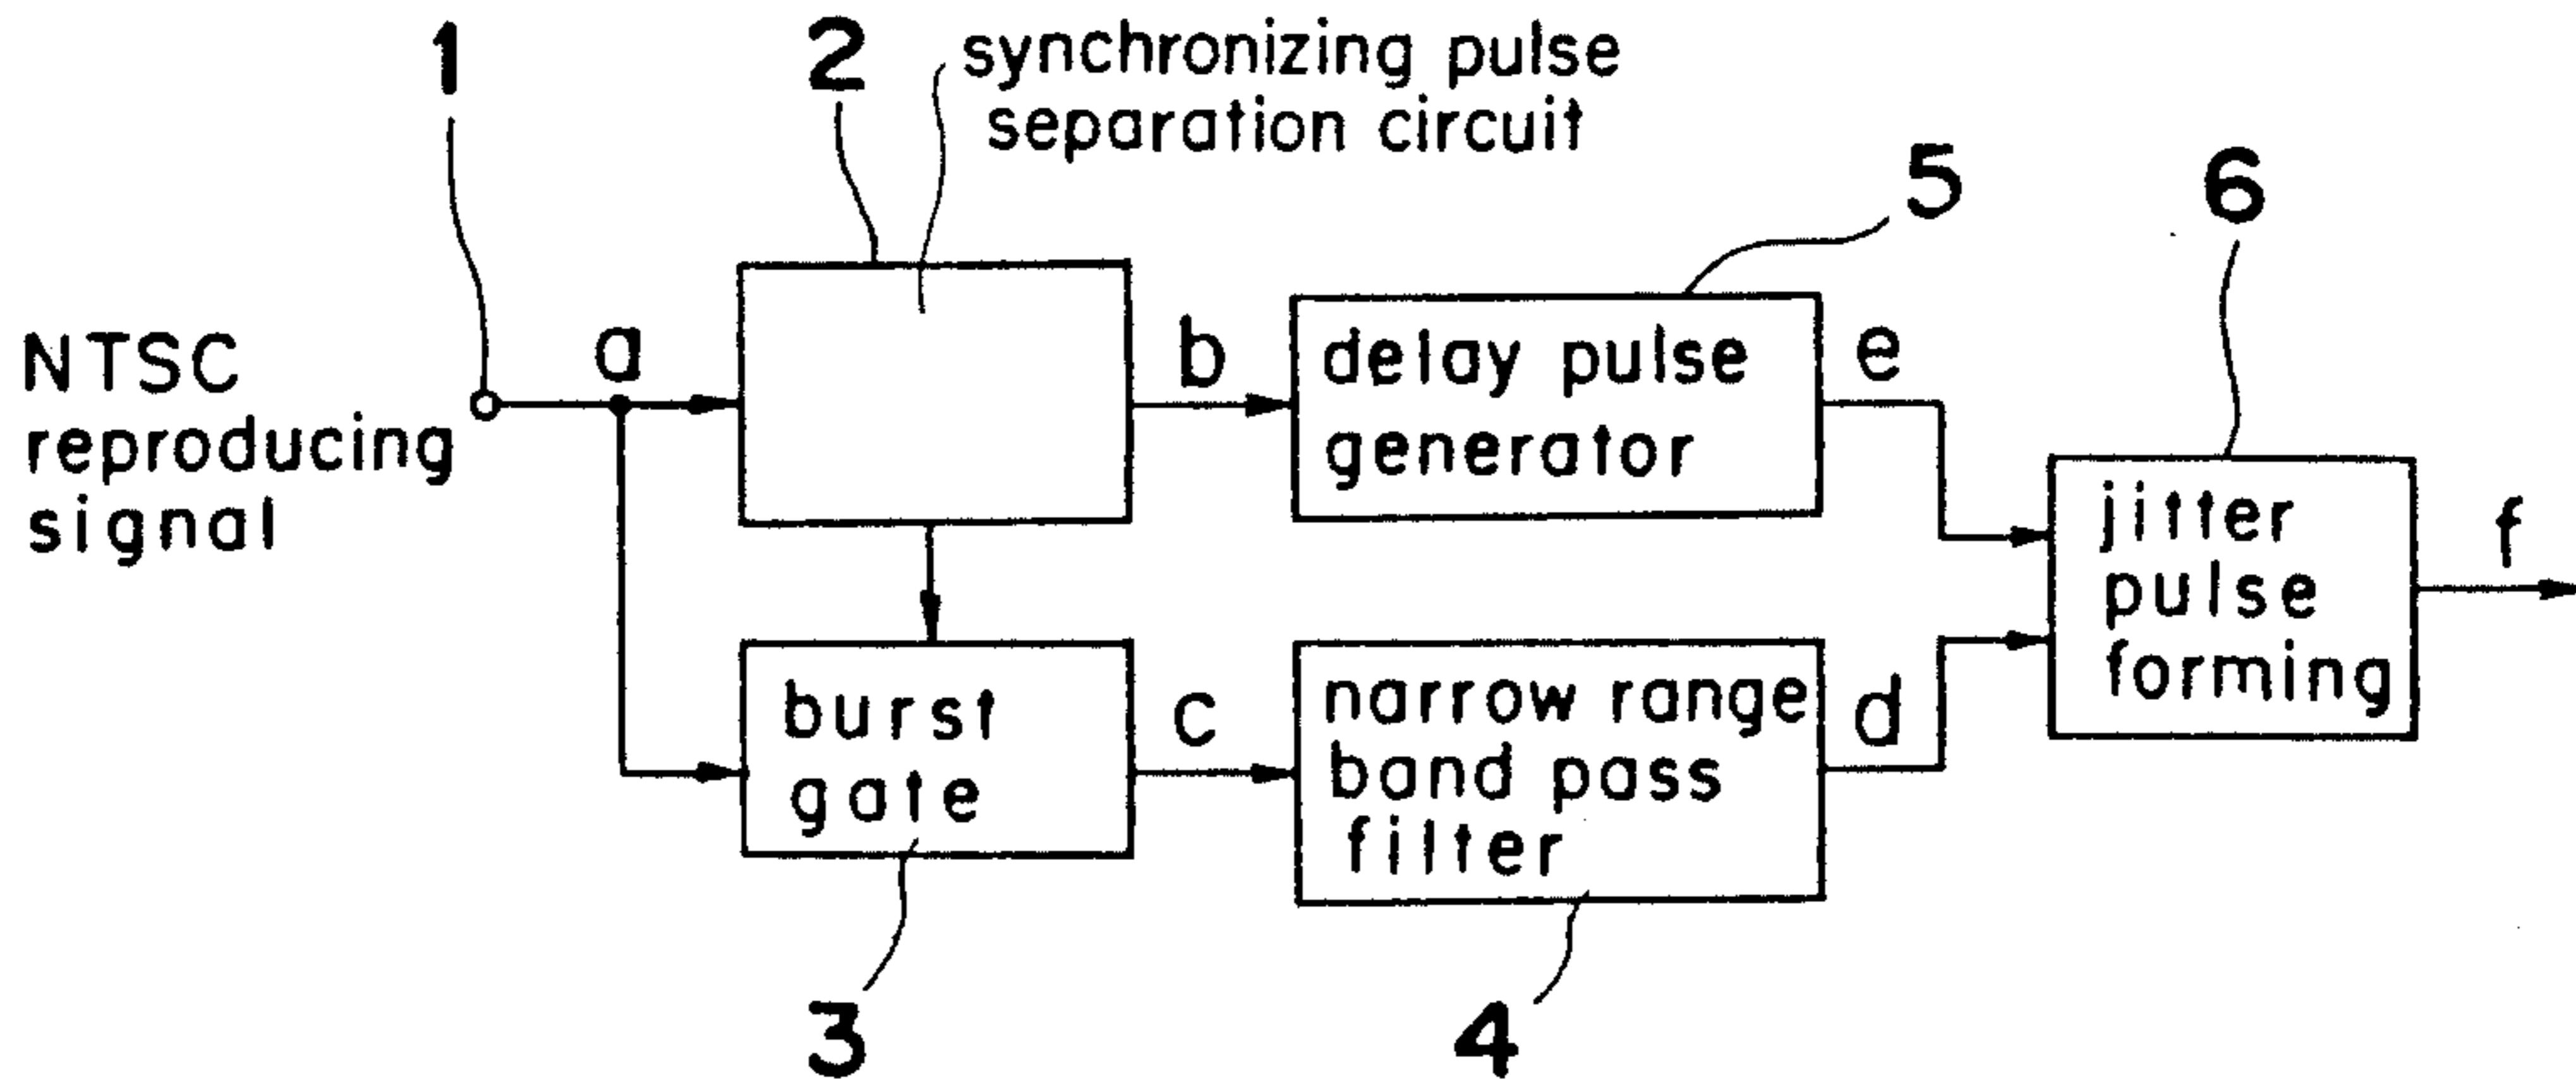 1
2
synchronizing pulse
separation circuit
5
6
NTSC
reproducing
signal
a
b
delay pulse
generator
e
jitter
pulse
forming
f
burst
gate
c
narrow range
band pass
filter
d
3
4